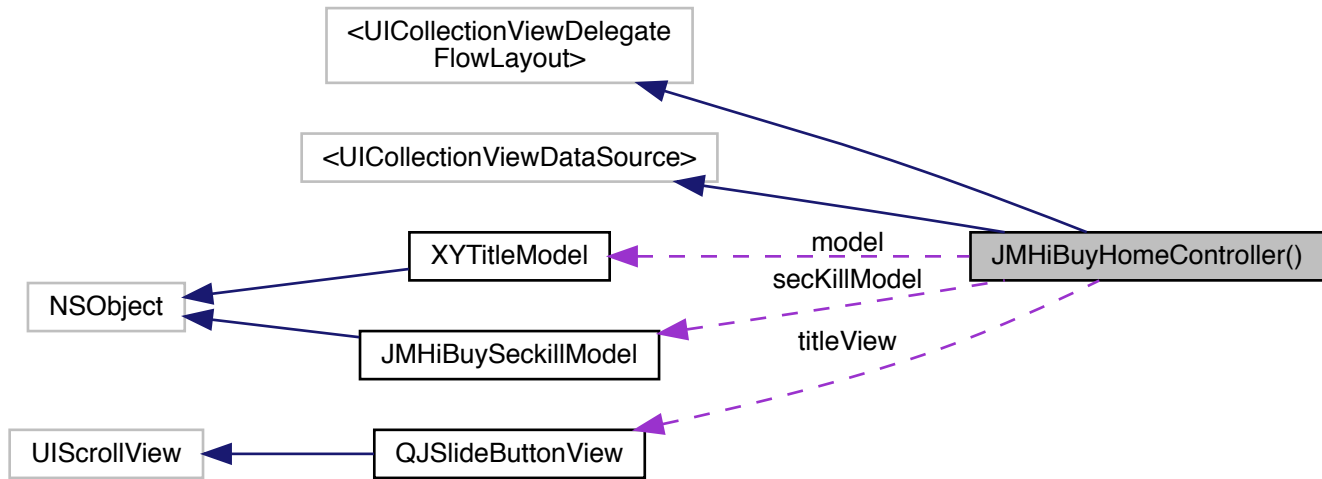 <UICollectionViewDelegate
FlowLayout>
<UICollectionViewDataSource>
model
XYTitleModel
JMHiBuyHomeController()
secKillModel
NSObject
JMHiBuySeckillModel
titleView
UIScrollView
QJSlideButtonView